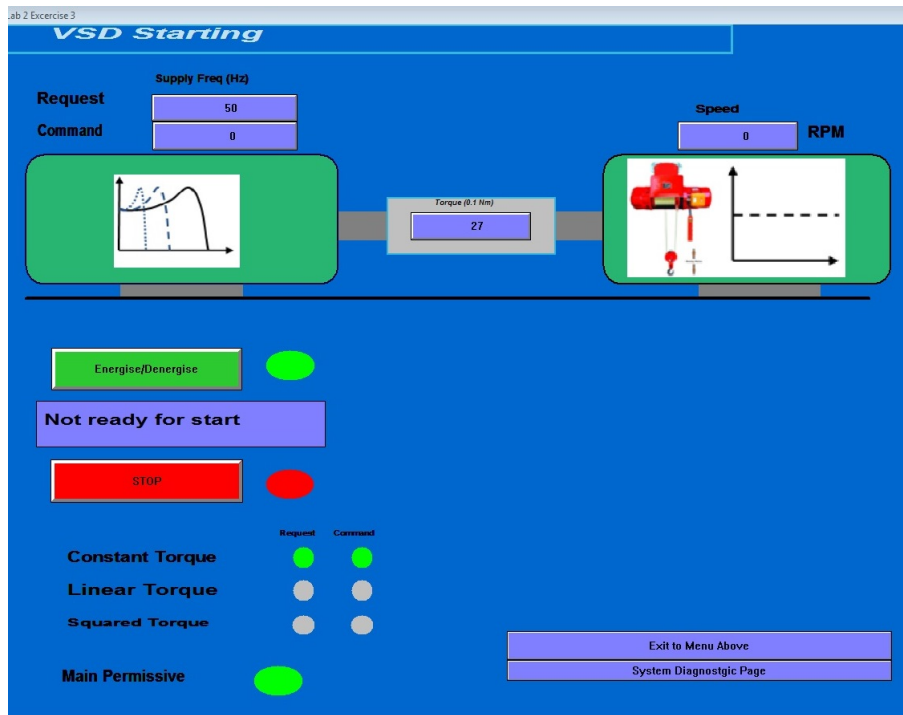 Lab 2 Excercise 3
VSD Starting
Supply Freq (Hz)
Request
50
Command
0
Speed
0
RPM
Torque (0.1 Nm)
27
Energise/Denergise
Not ready for start
STOP
Request Command
Constant Torque
Linear Torque
Squared Torque
Main Permissive
Exit to Menu Above
System Diagnostgic Page